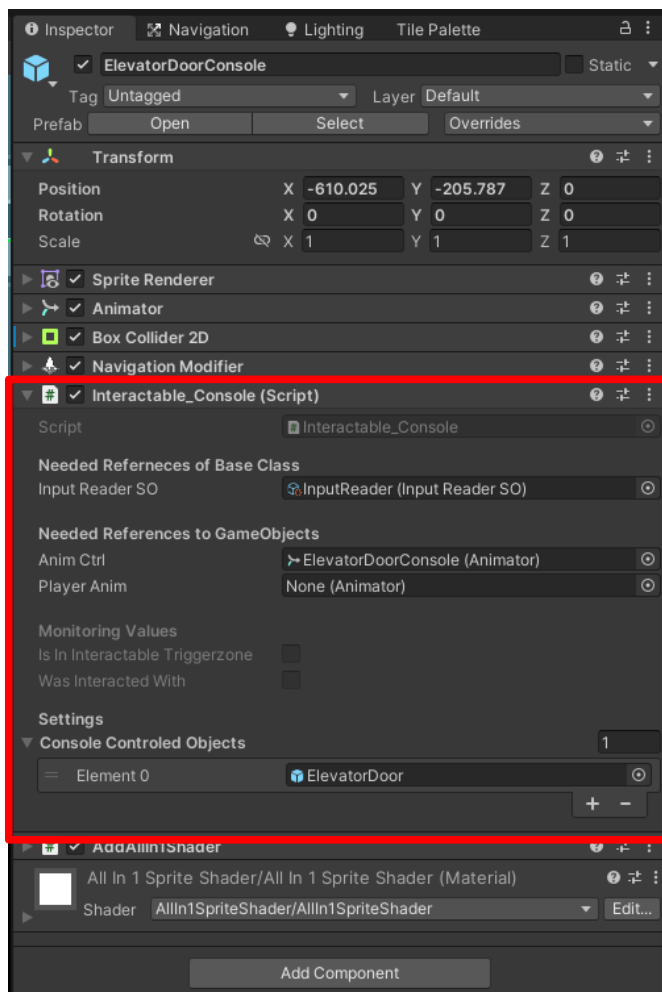 Inspector Navigation Lighting Tile Palette
ElevatorDoorConsole Static
Tag Untagged Layer Default
Prefab Open Select Overrides
Transform
Position X -610.025 Y -205.787 Z 0
Rotation X 0 Y 0 Z 0
Scale X 1 Y 1 Z 1
Sprite Renderer
Animator
Box Collider 2D
Navigation Modifier
# Interactable_Console (Script)
Script # Interactable_Console
Needed Referneces of Base Class
Input Reader SO InputReader (Input Reader SO)
Needed References to GameObjects
Anim Ctrl ElevatorDoorConsole (Animator)
Player Anim None (Animator)
Monitoring Values
Is In Interactable Triggerzone
Was Interacted With
Settings
Console Controled Objects 1
Element 0 ElevatorDoor
+ -
# AddAllIn1Shader
All In 1 Sprite Shader/All In 1 Sprite Shader (Material)
Shader AllIn1SpriteShader/AllIn1SpriteShader Edit...
Add Component